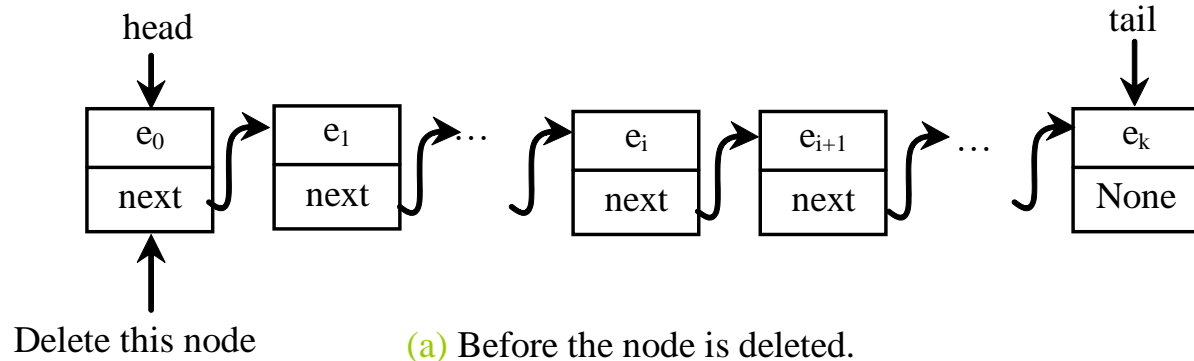 head tail
e₀ e₁ … eᵢ eᵢ₊₁ … eₖ
next next next next None
Delete this node (a) Before the node is deleted.